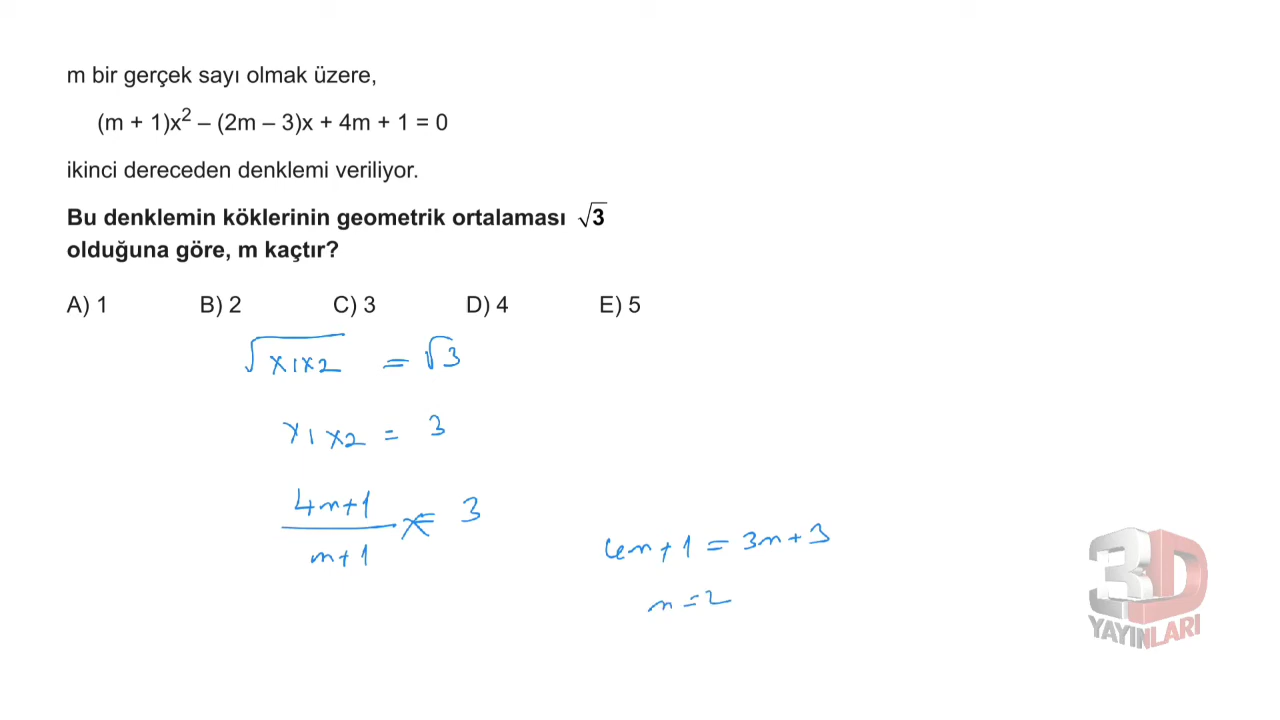 m bir gerçek sayı olmak üzere,
(m + 1)x² – (2m – 3)x + 4m + 1 = 0
ikinci dereceden denklemi veriliyor.
Bu denklemin köklerinin geometrik ortalaması √3
olduğuna göre, m kaçtır?
A) 1 B) 2 C) 3 D) 4 E) 5
√x1x2 = √3
x1x2 = 3
4m+1 / m+1 = 3
4m+1 = 3m+3
m=2
3D
YAYINLARI